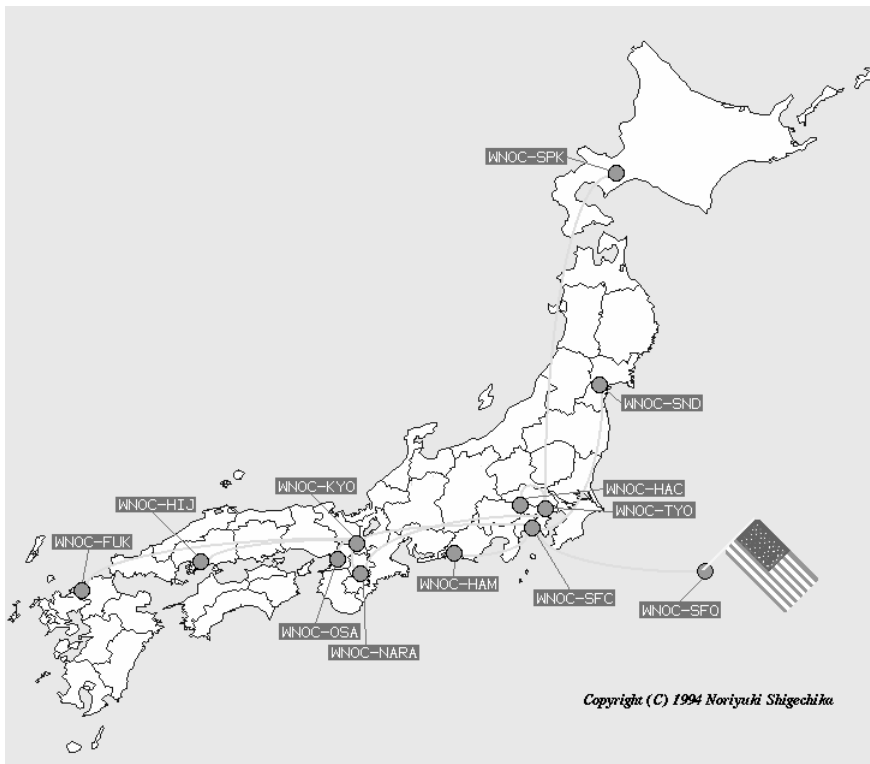 WNOC-SPK
WNOC-SND
WNOC-KYO
WNOC-HAC
WNOC-HIJ
WNOC-TYO
WNOC-FUK
WNOC-HAM
WNOC-SFC
WNOC-SFO
WNOC-OSA
WNOC-NARA
Copyright (C) 1994 Noriyuki Shigechika